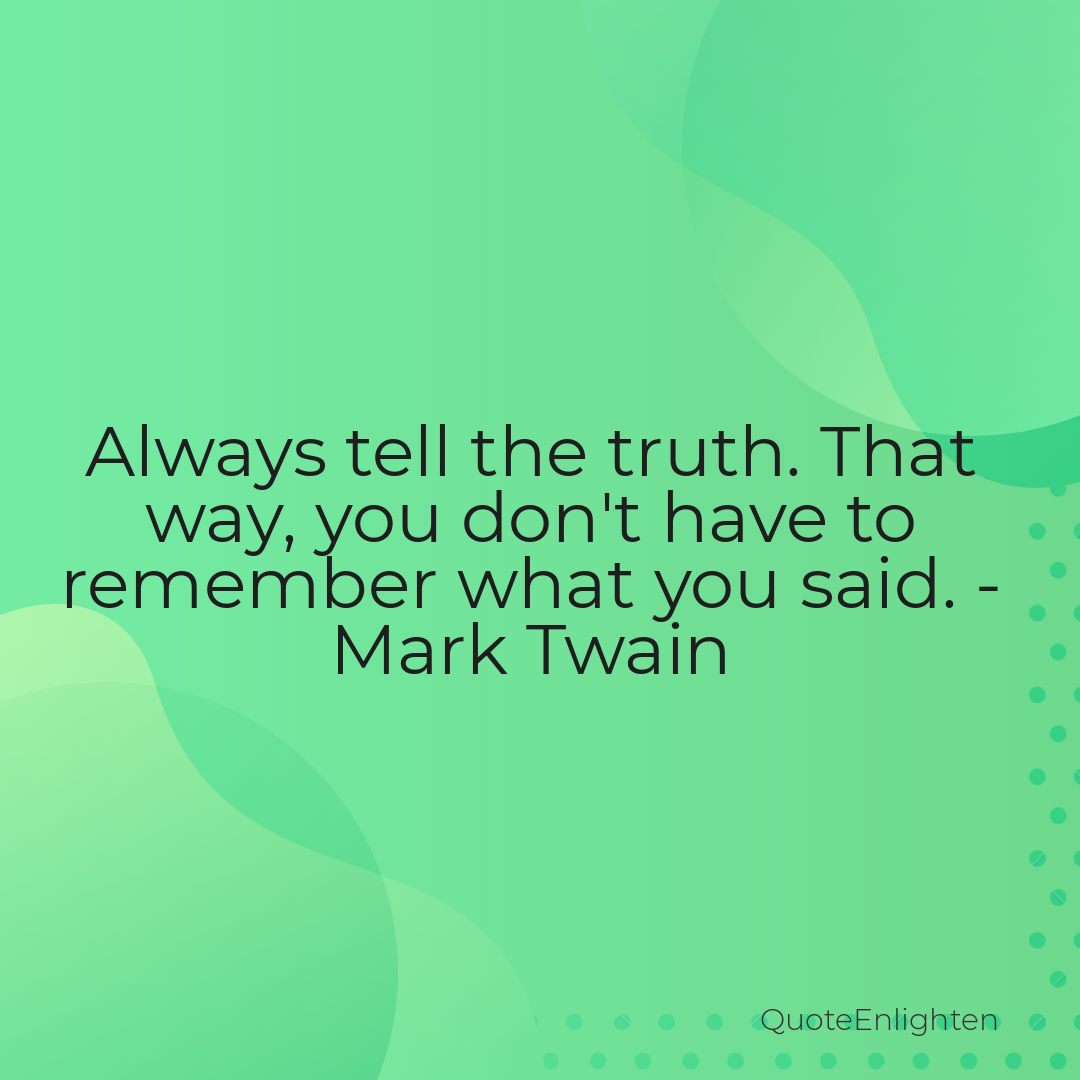 Always tell the truth. That
way, you don't have to
remember what you said. -
Mark Twain
QuoteEnlighten